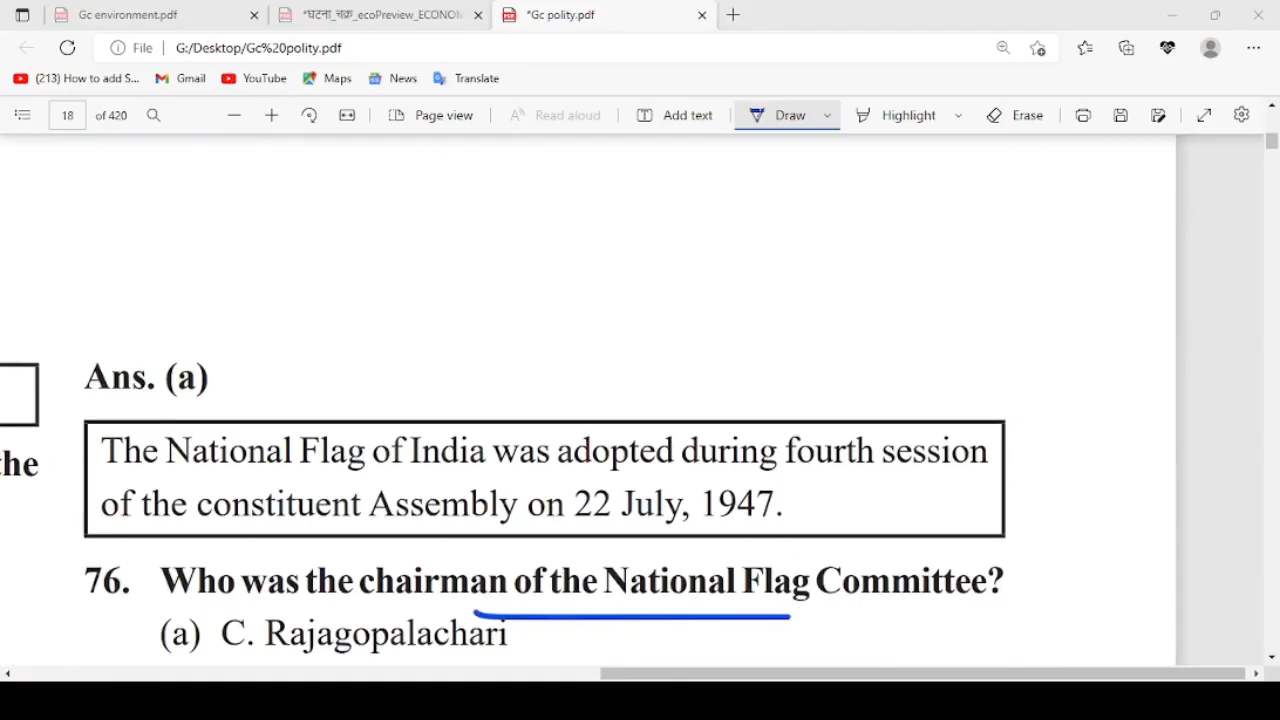 Gc environment.pdf
*घटना_चक्र_ecoPreview_ECONOM
*Gc polity.pdf
File
G:/Desktop/Gc%20polity.pdf
(213) How to add S...
Gmail
YouTube
Maps
News
Translate
18 of 420
Page view
Read aloud
Add text
Draw
Highlight
Erase
Ans. (a)
The National Flag of India was adopted during fourth session
of the constituent Assembly on 22 July, 1947.
the
76. Who was the chairman of the National Flag Committee?
(a) C. Rajagopalachari